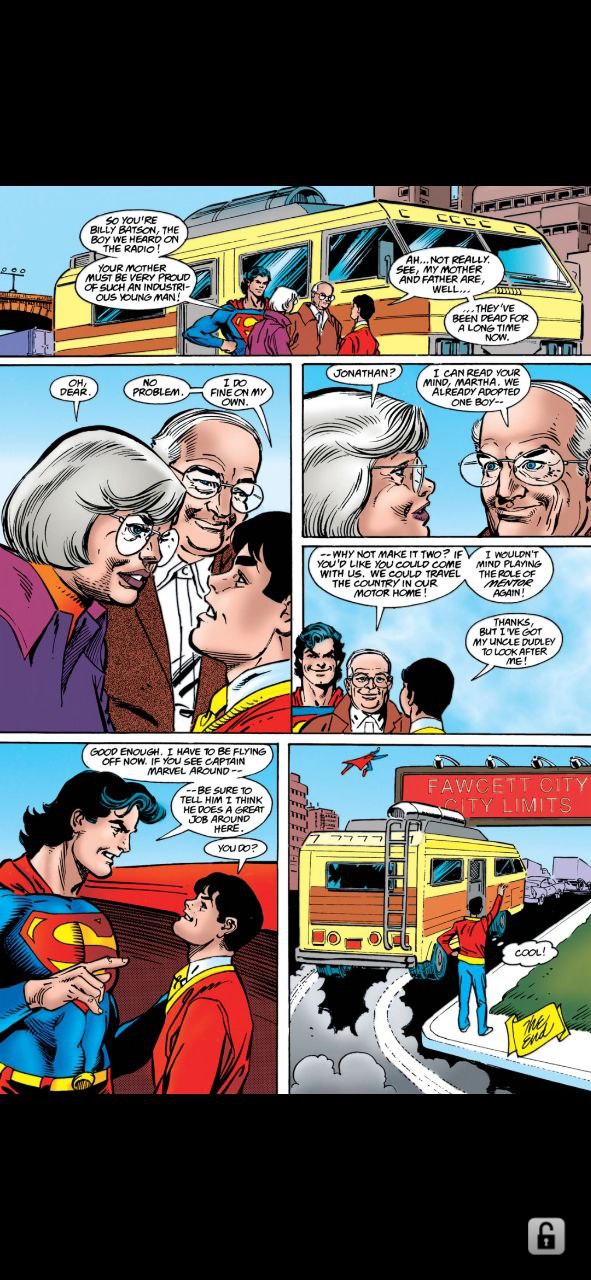 SO YOU'RE
BILLY BATSON, THE
BOY WE HEARD ON
THE RADIO!
YOUR MOTHER
MUST BE VERY PROUD
OF SUCH AN INDUSTRI-
OUS YOUNG MAN!
AH...NOT REALLY.
SEE, MY MOTHER
AND FATHER ARE,
WELL...
...THEY'VE
BEEN DEAD FOR
A LONG TIME
NOW.
OH,
DEAR.
NO
PROBLEM.
I DO
FINE ON MY
OWN.
JONATHAN?
I CAN READ YOUR
MIND, MARTHA. WE
ALREADY ADOPTED
ONE BOY--
--WHY NOT MAKE IT TWO? IF
YOU'D LIKE YOU COULD COME
WITH US. WE COULD TRAVEL
THE COUNTRY IN OUR
MOTOR HOME!
I WOULDN'T
MIND PLAYING
THE ROLE OF
MENTOR
AGAIN!
THANKS,
BUT I'VE GOT
MY UNCLE DUDLEY
TO LOOK AFTER
ME!
GOOD ENOUGH. I HAVE TO BE FLYING
OFF NOW. IF YOU SEE CAPTAIN
MARVEL AROUND--
--BE SURE TO
TELL HIM I THINK
HE DOES A GREAT
JOB AROUND
HERE.
YOU DO?
FAWCETT CITY
CITY LIMITS
COOL!
THE
END